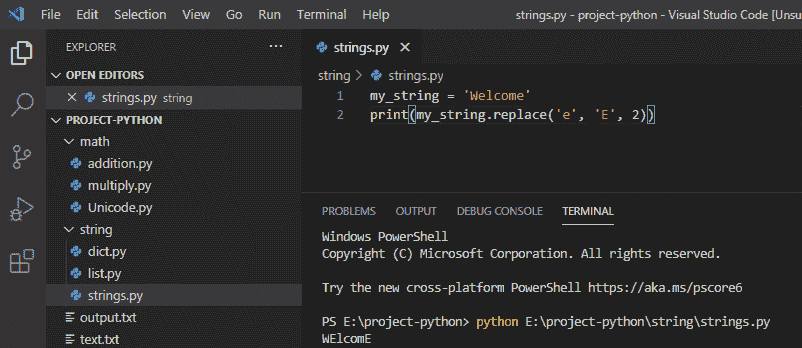 File Edit Selection View Go Run Terminal Help strings.py - project-python - Visual Studio Code [Unsu
EXPLORER ...
OPEN EDITORS
strings.py string
PROJECT-PYTHON
math
addition.py
multiply.py
Unicode.py
string
dict.py
list.py
strings.py
output.txt
text.txt
strings.py
string > strings.py
1 my_string = 'Welcome'
2 print(my_string.replace('e', 'E', 2))
PROBLEMS OUTPUT DEBUG CONSOLE TERMINAL
Windows PowerShell
Copyright (C) Microsoft Corporation. All rights reserved.
Try the new cross-platform PowerShell https://aka.ms/pscore6
PS E:\project-python> python E:\project-python\string\strings.py
WElcomE